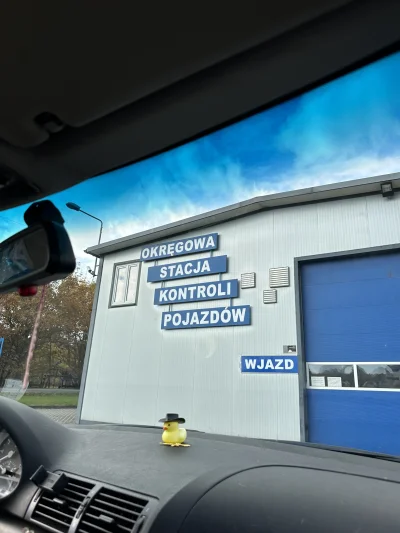 OKRĘGOWA
STACJA
KONTROLI
POJAZDÓW
WJAZD